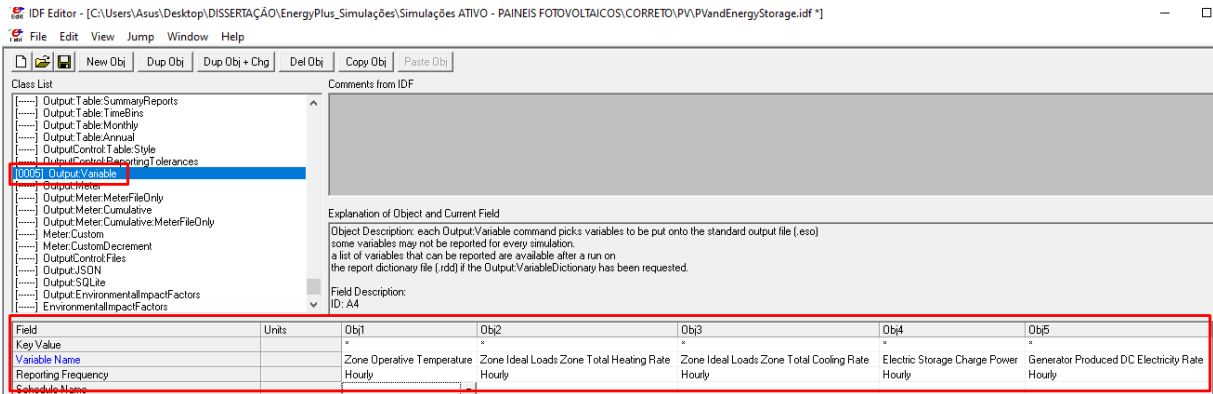 IDF Editor - [C:\Users\Asus\Desktop\DISSERTAÇÃO\EnergyPlus_Simulações\Simulações ATIVO - PAINEIS FOTOVOLTAICOS\CORRETO\PV\PVandEnergyStorage.idf *]
File Edit View Jump Window Help
New Obj Dup Obj Dup Obj + Chg Del Obj Copy Obj Paste Obj
Class List Comments from IDF
[------] Output:Table:SummaryReports
[------] Output:Table:TimeBins
[------] Output:Table:Monthly
[------] Output:Table:Annual
[------] OutputControl:Table:Style
[------] OutputControl:ReportingTolerances
[0005] Output:Variable
[------] Output:Meter
[------] Output:Meter:MeterFileOnly
[------] Output:Meter:Cumulative
[------] Output:Meter:Cumulative:MeterFileOnly
[------] Meter:Custom
[------] Meter:CustomDecrement
[------] OutputControl:Files
[------] Output:JSON
[------] Output:SQLite
[------] Output:EnvironmentalImpactFactors
[------] EnvironmentalImpactFactors
Explanation of Object and Current Field
Object Description: each Output:Variable command picks variables to be put onto the standard output file (.eso)
some variables may not be reported for every simulation.
a list of variables that can be reported are available after a run on
the report dictionary file (.rdd) if the Output:VariableDictionary has been requested.
Field Description:
ID: A4
Field Units Obj1 Obj2 Obj3 Obj4 Obj5
Key Value * * * * *
Variable Name Zone Operative Temperature Zone Ideal Loads Zone Total Heating Rate Zone Ideal Loads Zone Total Cooling Rate Electric Storage Charge Power Generator Produced DC Electricity Rate
Reporting Frequency Hourly Hourly Hourly Hourly Hourly
Schedule Name